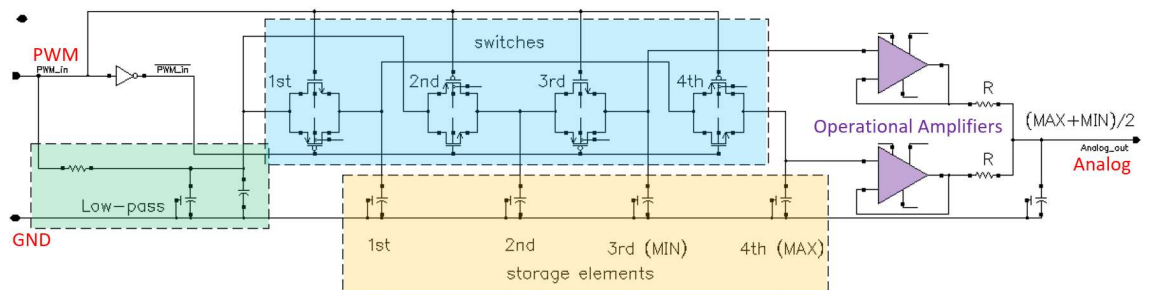 switches
PWM
PWM_in
PWM_in
1st
2nd
3rd
4th
R
Operational Amplifiers
(MAX+MIN)/2
Analog_out
R
Analog
Low-pass
GND
1st
2nd
3rd (MIN)
4th (MAX)
storage elements